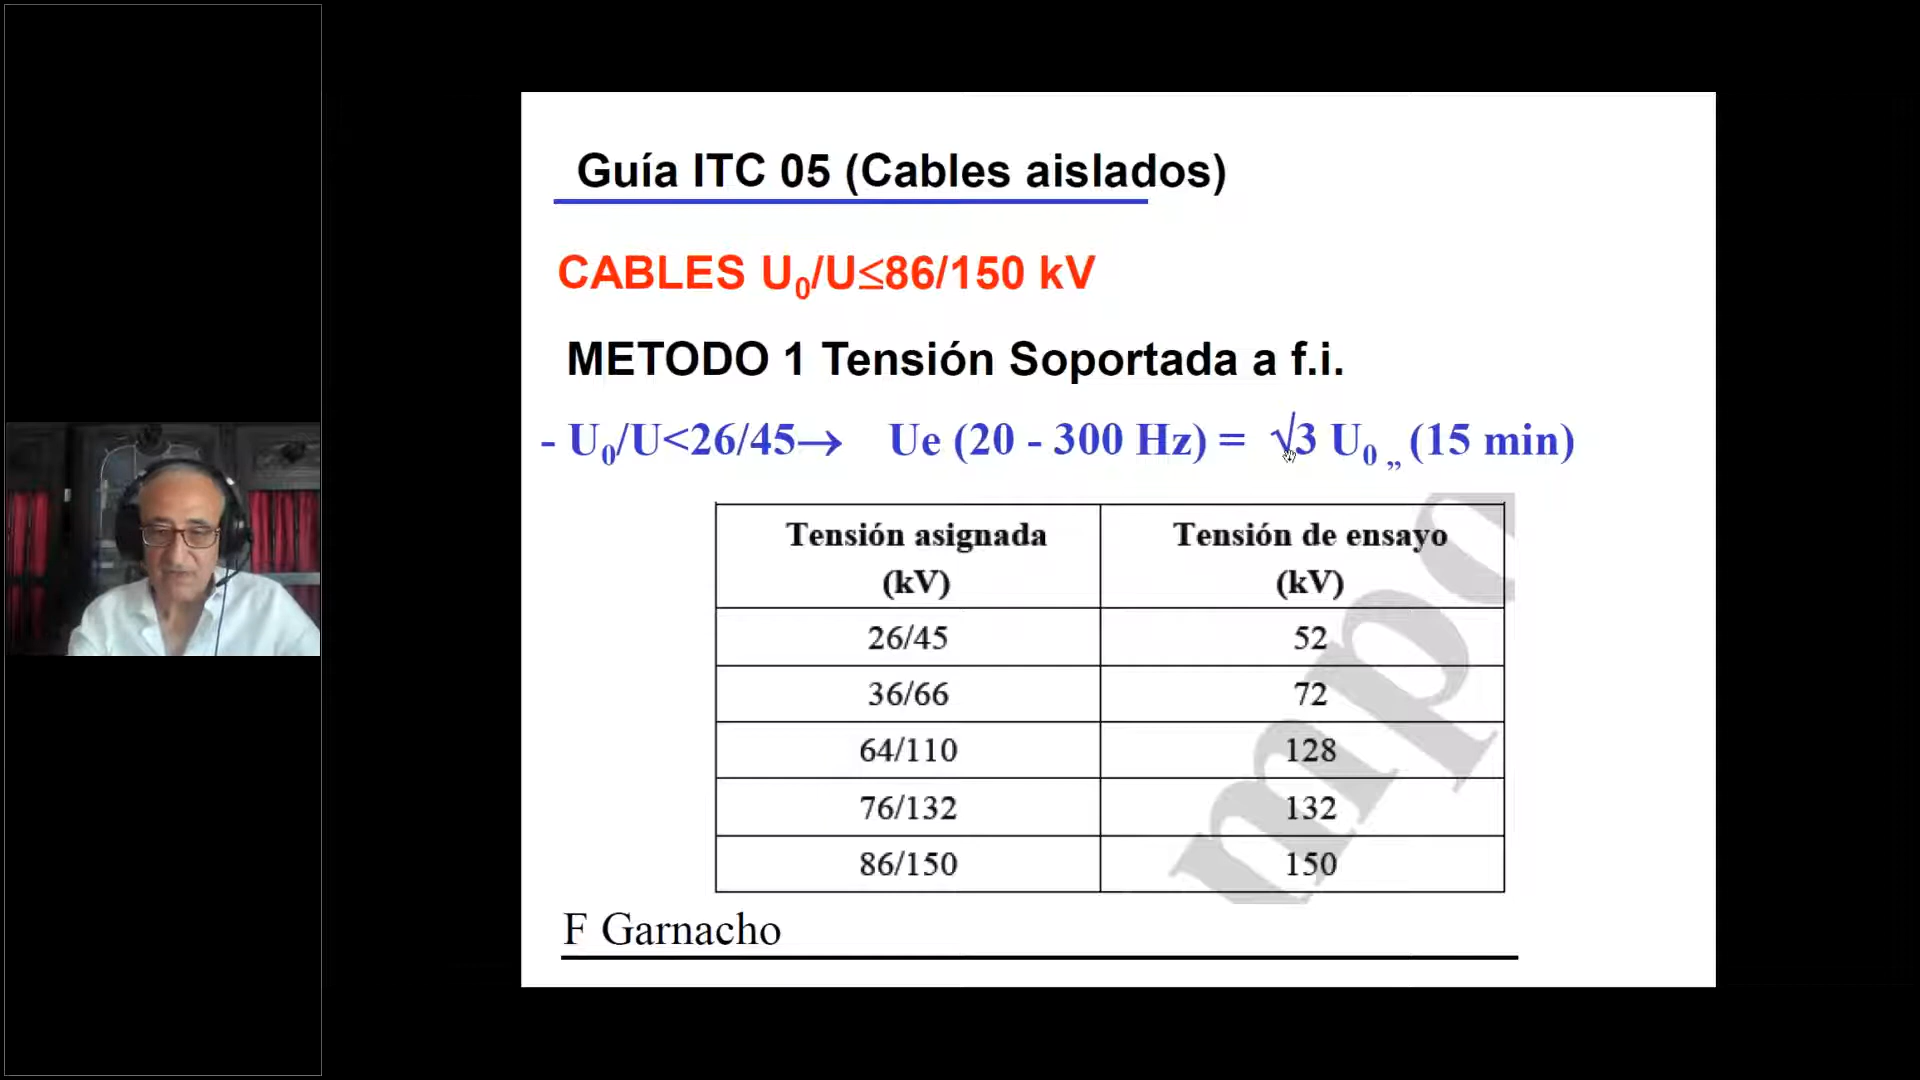 Guía ITC 05 (Cables aislados)
CABLES U₀/U≤86/150 kV
METODO 1 Tensión Soportada a f.i.
- U₀/U<26/45→ Ue (20 - 300 Hz) = √3 U₀ ,, (15 min)
Tensión asignada (kV) Tensión de ensayo (kV)
26/45 52
36/66 72
64/110 128
76/132 132
86/150 150
mpo
F Garnacho